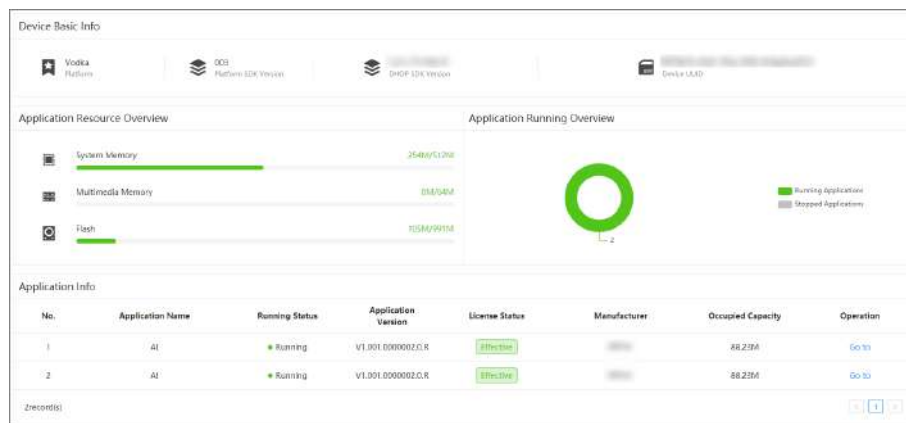 Device Basic Info
Vodka
Platform
003
Platform SDK Version
DHOP SDK Version
Device UUID
Application Resource Overview
Application Running Overview
System Memory
254M/512M
Multimedia Memory
0M/64M
Flash
105M/991M
Running Applications
Stopped Applications
2
Application Info
No. Application Name Running Status Application Version License Status Manufacturer Occupied Capacity Operation
1 AI Running V1.001.0000002.0.R Effective 88.23M Go to
2 AI Running V1.001.0000002.0.R Effective 88.23M Go to
2record(s)
1